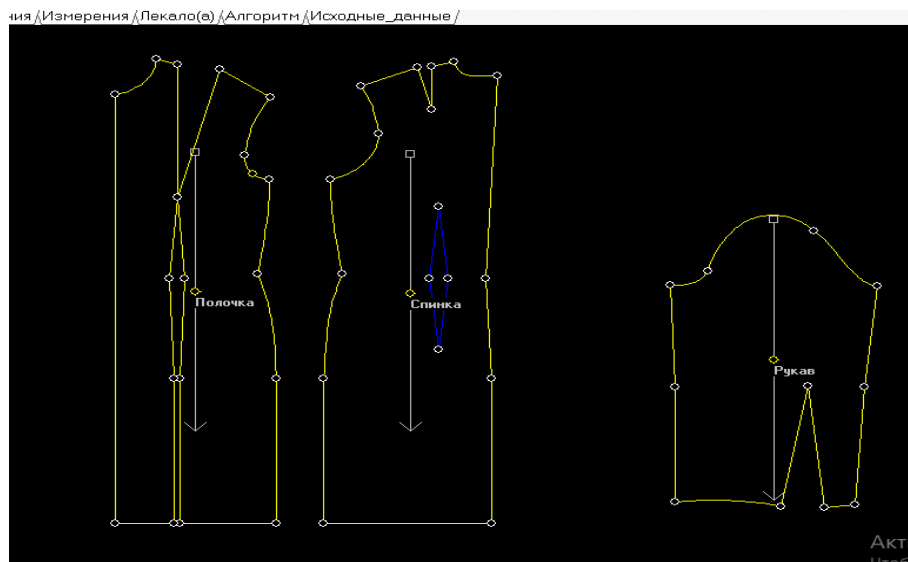 ния /Измерения /Лекало(а) /Алгоритм /Исходные_данные /
Полочка
Спинка
Рукав
Акт